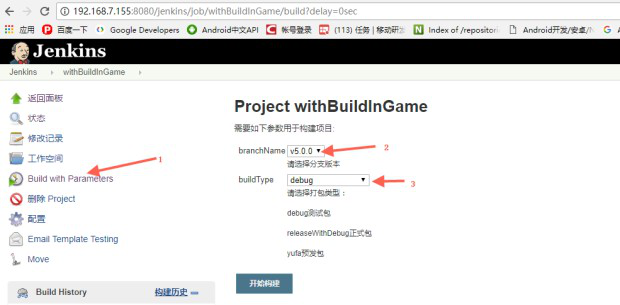 192.168.7.155:8080/jenkins/job/withBuildInGame/build?delay=0sec
应用 百度一下 Google Developers Android中文API 帐号登录 (113) 任务 | 移动研 Index of /repositori Android开发/安卓/
Jenkins
Jenkins › withBuildInGame ›
返回面板
状态
修改记录
工作空间
1
Build with Parameters
删除 Project
配置
Email Template Testing
Move
Build History 构建历史
Project withBuildInGame
需要如下参数用于构建项目:
branchName v5.0.0 2
请选择分支版本
buildType debug 3
请选择打包类型：
debug测试包
releaseWithDebug正式包
yufa预发包
开始构建